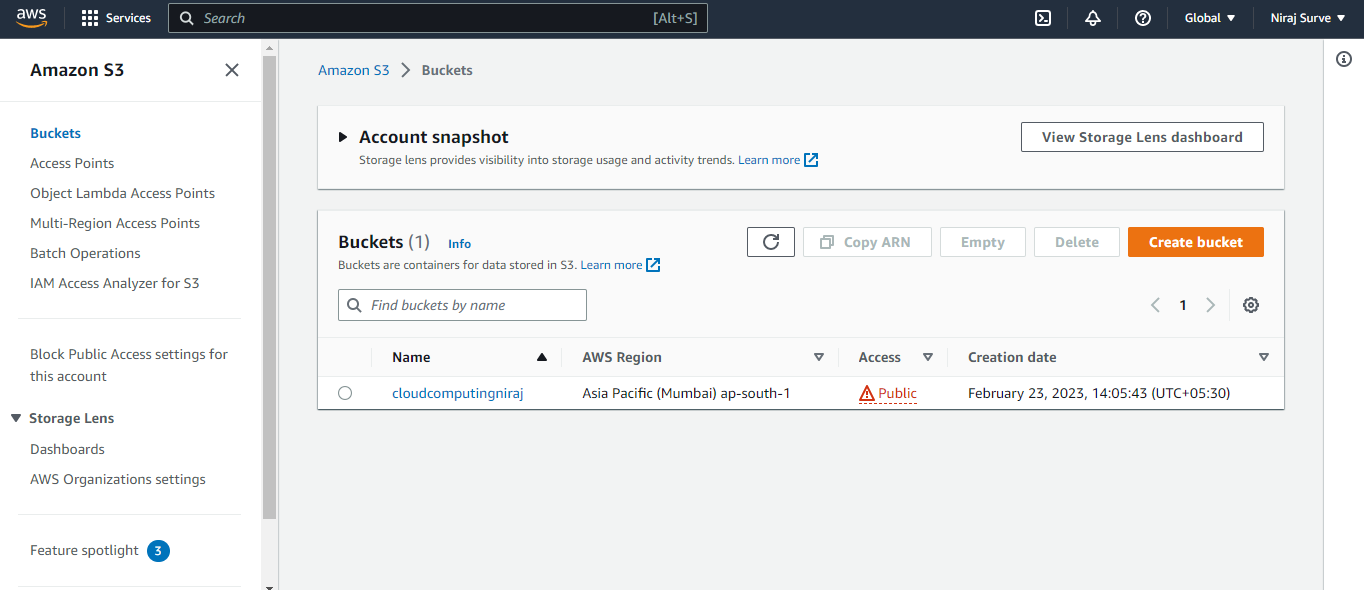 aws Services Search [Alt+S] Global Niraj Surve
Amazon S3
Buckets
Access Points
Object Lambda Access Points
Multi-Region Access Points
Batch Operations
IAM Access Analyzer for S3
Block Public Access settings for
this account
Storage Lens
Dashboards
AWS Organizations settings
Feature spotlight 3
Amazon S3 Buckets
Account snapshot
Storage lens provides visibility into storage usage and activity trends. Learn more
View Storage Lens dashboard
Buckets (1) Info
Buckets are containers for data stored in S3. Learn more
Copy ARN Empty Delete Create bucket
Find buckets by name
1
Name AWS Region Access Creation date
cloudcomputingniraj Asia Pacific (Mumbai) ap-south-1 Public February 23, 2023, 14:05:43 (UTC+05:30)